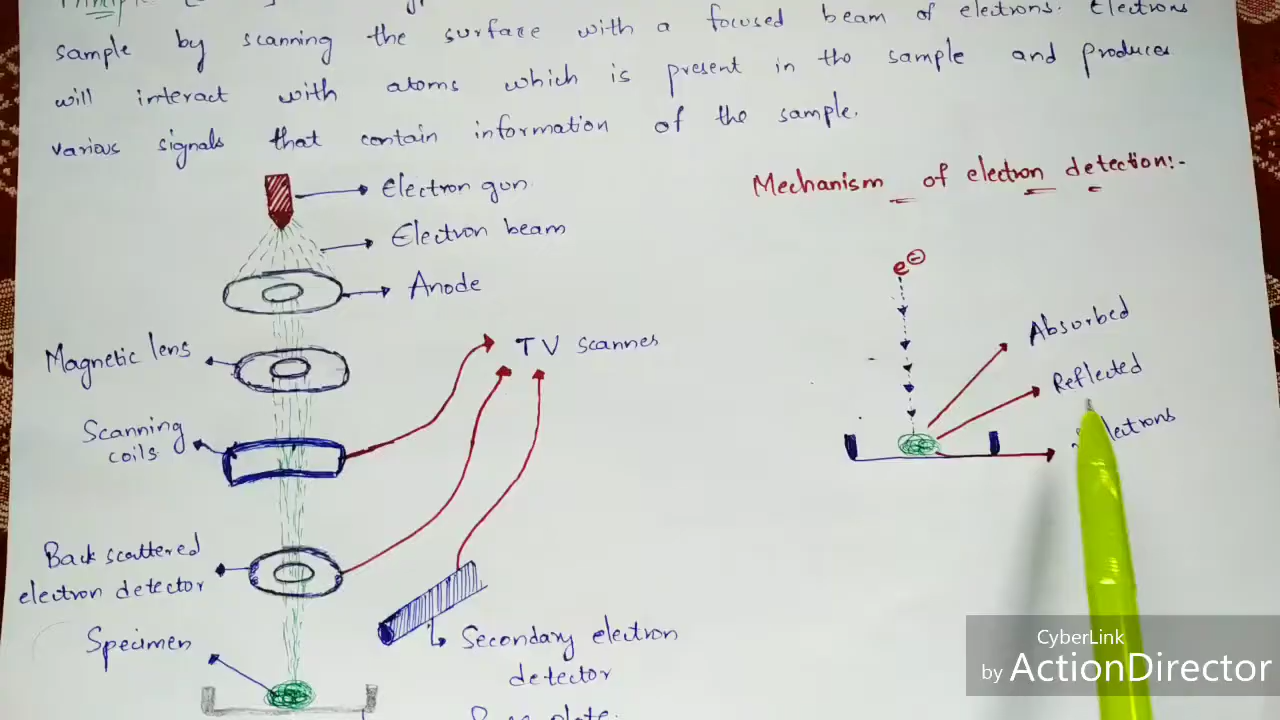 sample by scanning the surface with a focused beam of electrons. Electrons
will interact with atoms which is present in the sample and produces
various signals that contain information of the sample.
Electron gun
Electron beam
Anode
Magnetic lens
TV scannes
Scanning
coils
Back scattered
electron detector
Specimen
Secondary electron
detector
plate.
Mechanism of electron detection:-
e⊖
Absorbed
Reflected
CyberLink
by ActionDirector